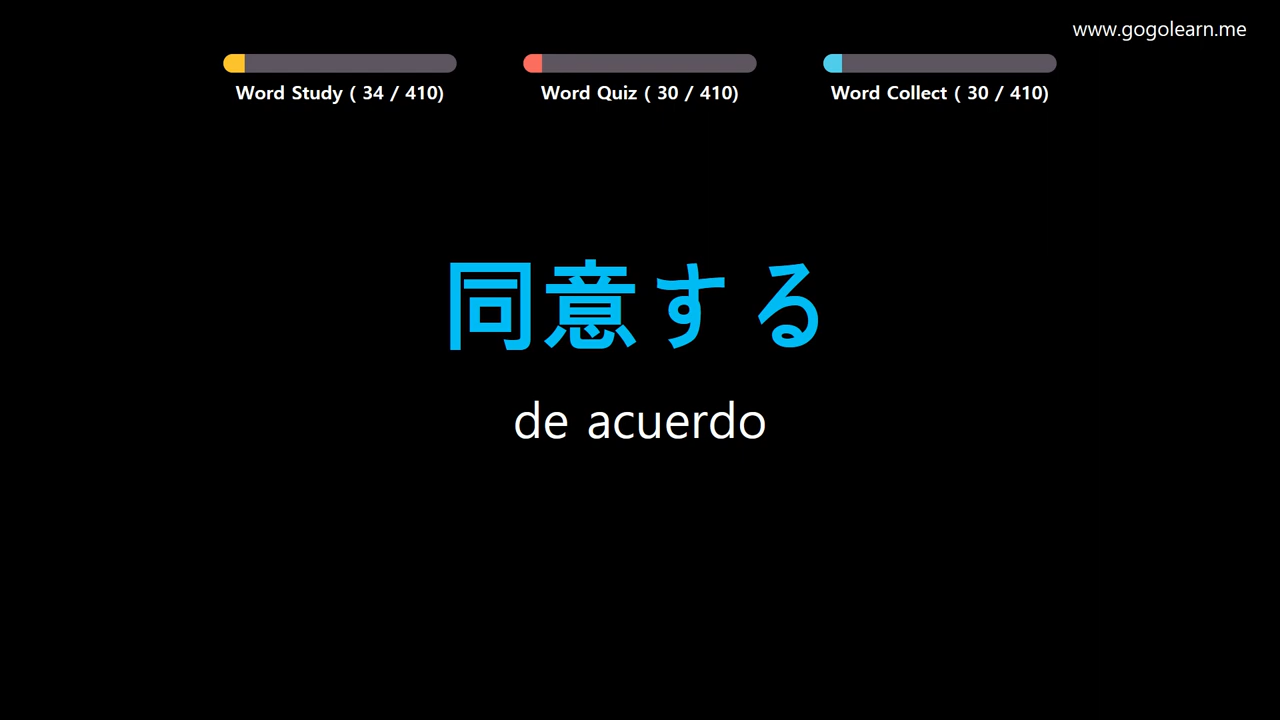 www.gogolearn.me
Word Study ( 34 / 410)
Word Quiz ( 30 / 410)
Word Collect ( 30 / 410)
同意する
de acuerdo